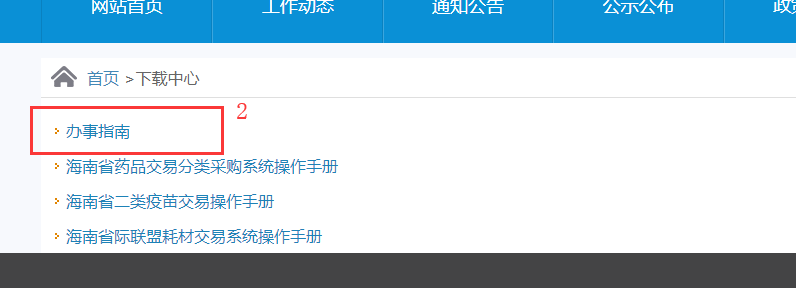 网站首页 工作动态 通知公告 公示公布
首页 >下载中心
2
办事指南
海南省药品交易分类采购系统操作手册
海南省二类疫苗交易操作手册
海南省际联盟耗材交易系统操作手册